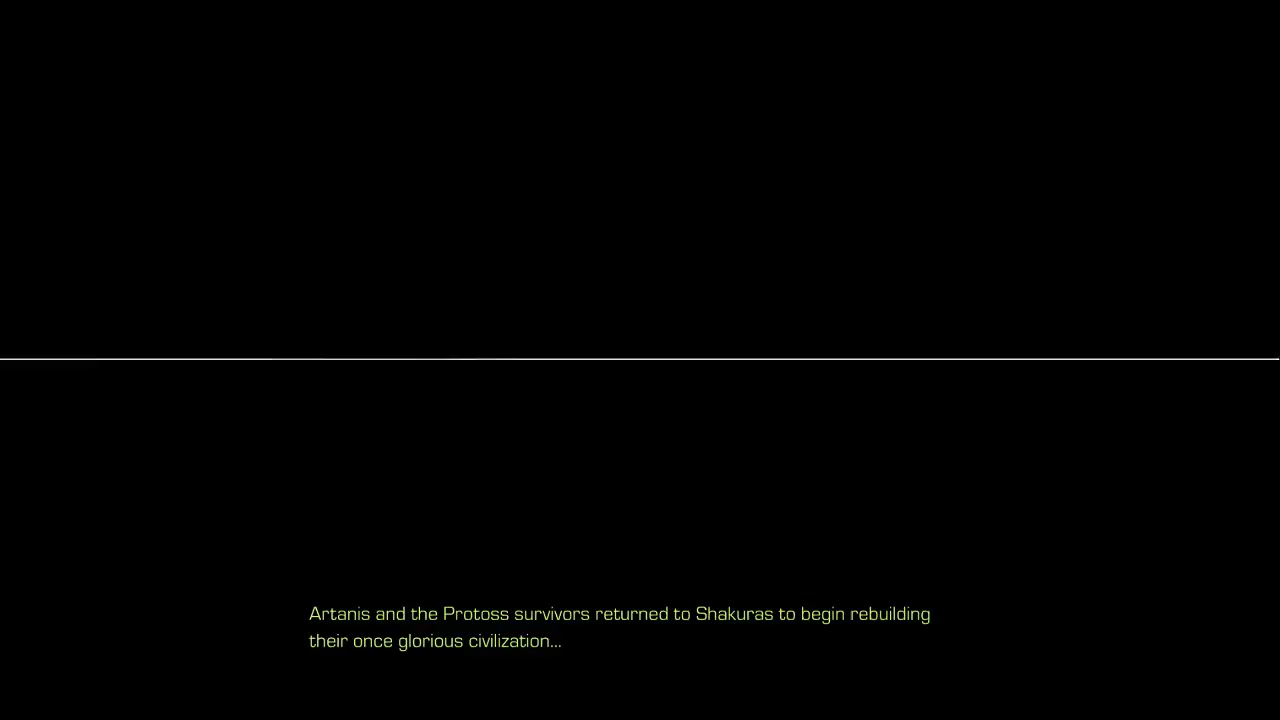 Artanis and the Protoss survivors returned to Shakuras to begin rebuilding
their once glorious civilization...